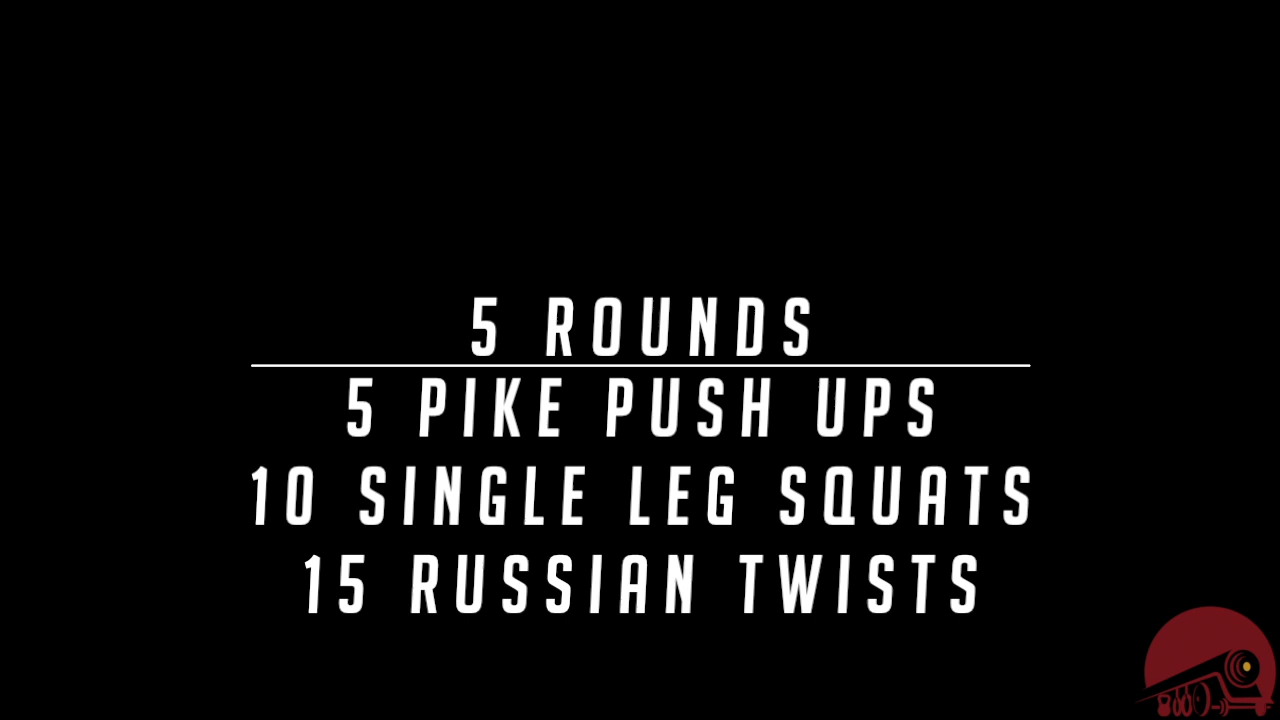 5 ROUNDS
5 PIKE PUSH UPS
10 SINGLE LEG SQUATS
15 RUSSIAN TWISTS